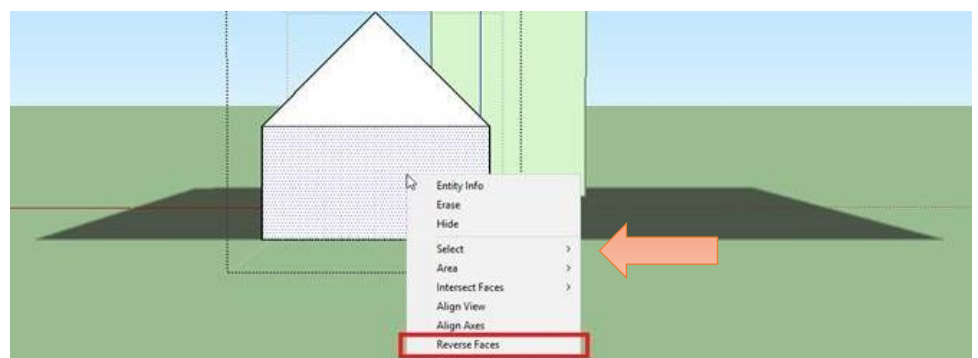 Entity Info
Erase
Hide
Select
Area
Intersect Faces
Align View
Align Axes
Reverse Faces